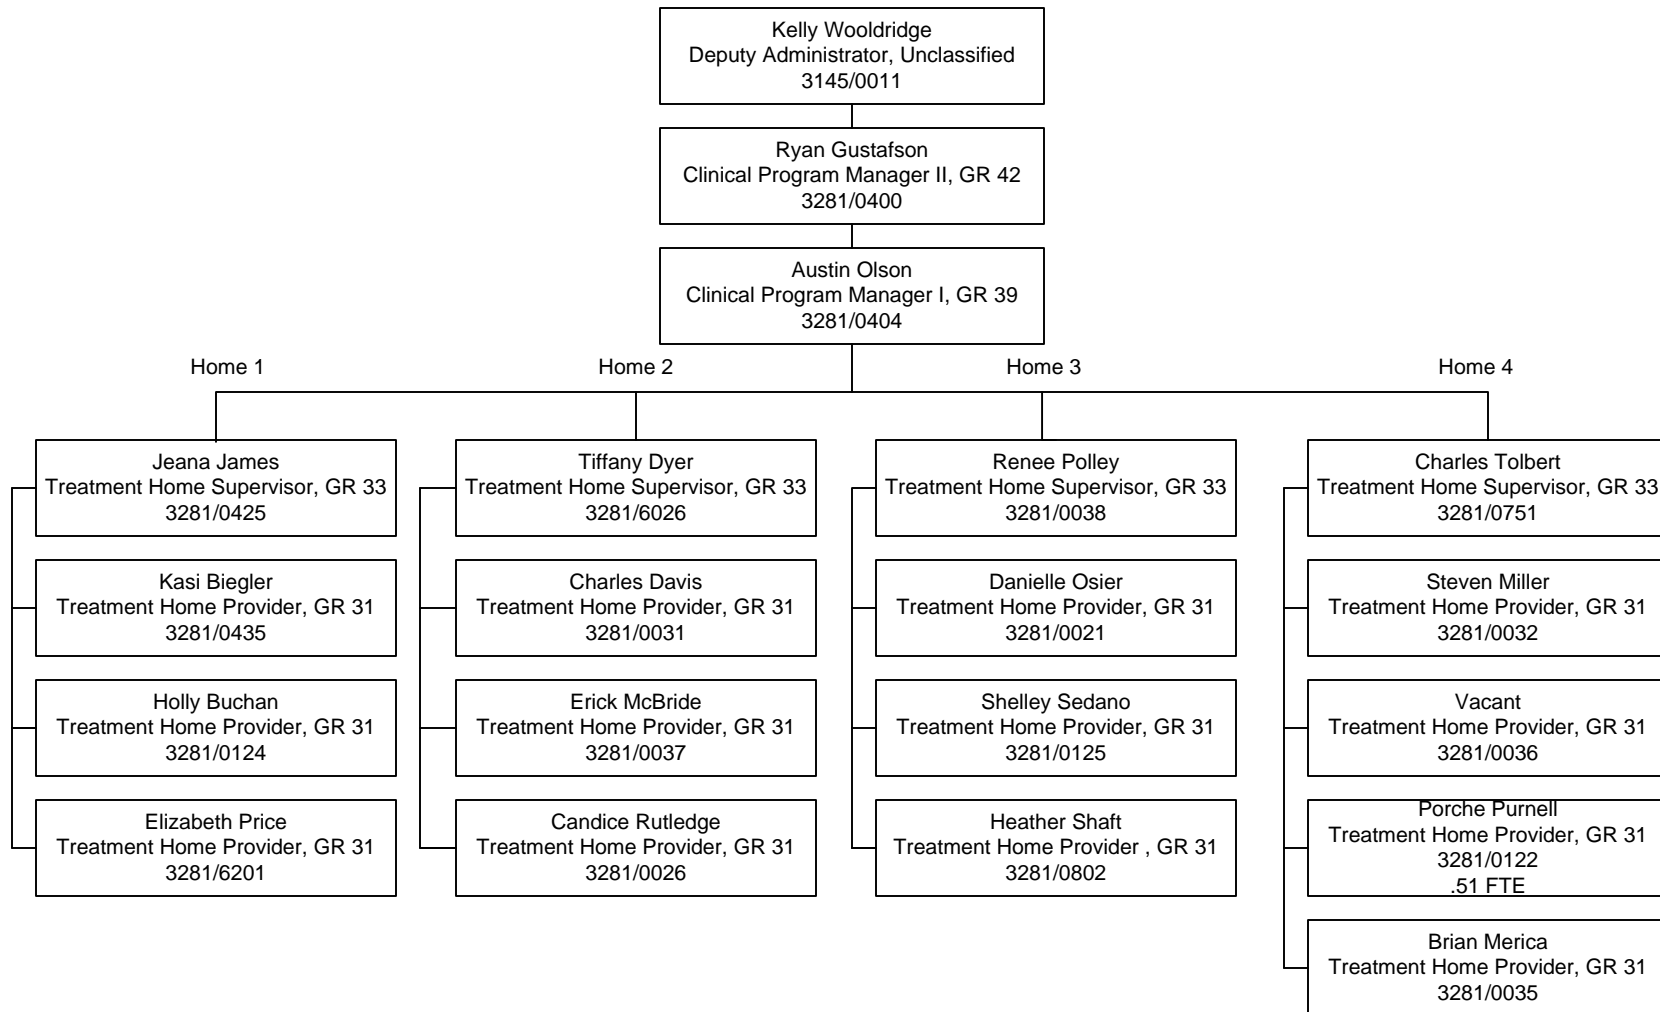 Kelly Wooldridge
Deputy Administrator, Unclassified
3145/0011
Ryan Gustafson
Clinical Program Manager II, GR 42
3281/0400
Austin Olson
Clinical Program Manager I, GR 39
3281/0404
Home 1
Home 2
Home 3
Home 4
Jeana James
Treatment Home Supervisor, GR 33
3281/0425
Kasi Biegler
Treatment Home Provider, GR 31
3281/0435
Holly Buchan
Treatment Home Provider, GR 31
3281/0124
Elizabeth Price
Treatment Home Provider, GR 31
3281/6201
Tiffany Dyer
Treatment Home Supervisor, GR 33
3281/6026
Charles Davis
Treatment Home Provider, GR 31
3281/0031
Erick McBride
Treatment Home Provider, GR 31
3281/0037
Candice Rutledge
Treatment Home Provider, GR 31
3281/0026
Renee Polley
Treatment Home Supervisor, GR 33
3281/0038
Danielle Osier
Treatment Home Provider, GR 31
3281/0021
Shelley Sedano
Treatment Home Provider, GR 31
3281/0125
Heather Shaft
Treatment Home Provider , GR 31
3281/0802
Charles Tolbert
Treatment Home Supervisor, GR 33
3281/0751
Steven Miller
Treatment Home Provider, GR 31
3281/0032
Vacant
Treatment Home Provider, GR 31
3281/0036
Porche Purnell
Treatment Home Provider, GR 31
3281/0122
.51 FTE
Brian Merica
Treatment Home Provider, GR 31
3281/0035